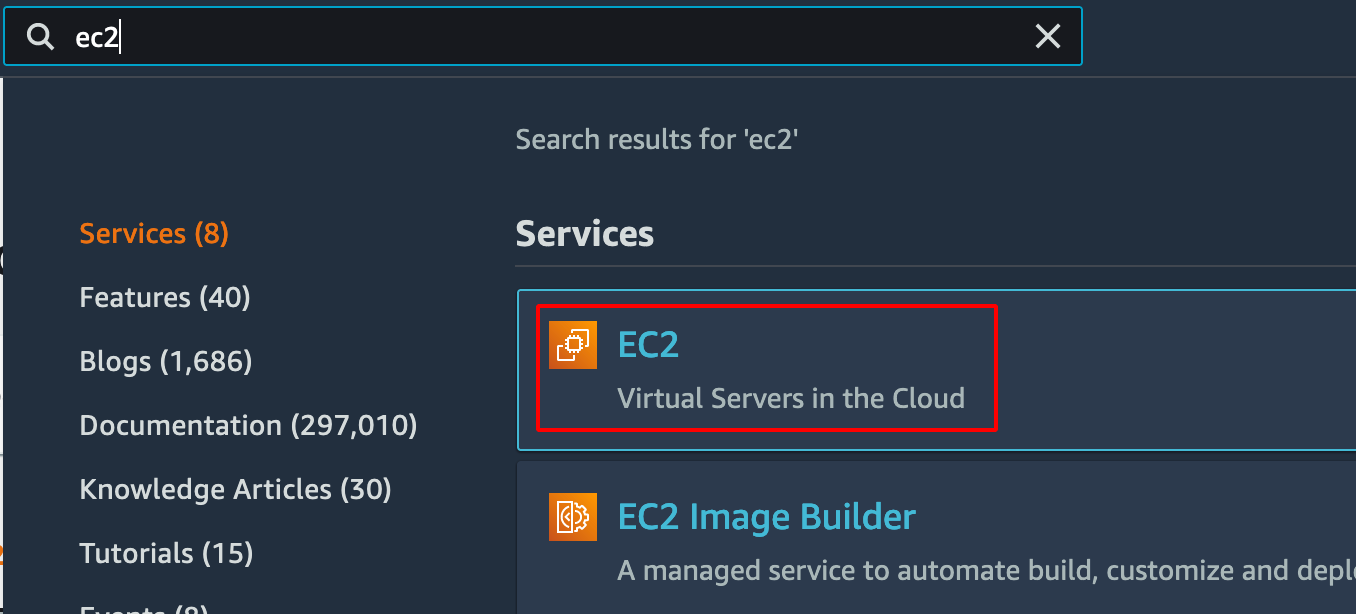 ec2
Search results for 'ec2'
Services (8)
Features (40)
Blogs (1,686)
Documentation (297,010)
Knowledge Articles (30)
Tutorials (15)
Events (8)
Services
EC2
Virtual Servers in the Cloud
EC2 Image Builder
A managed service to automate build, customize and